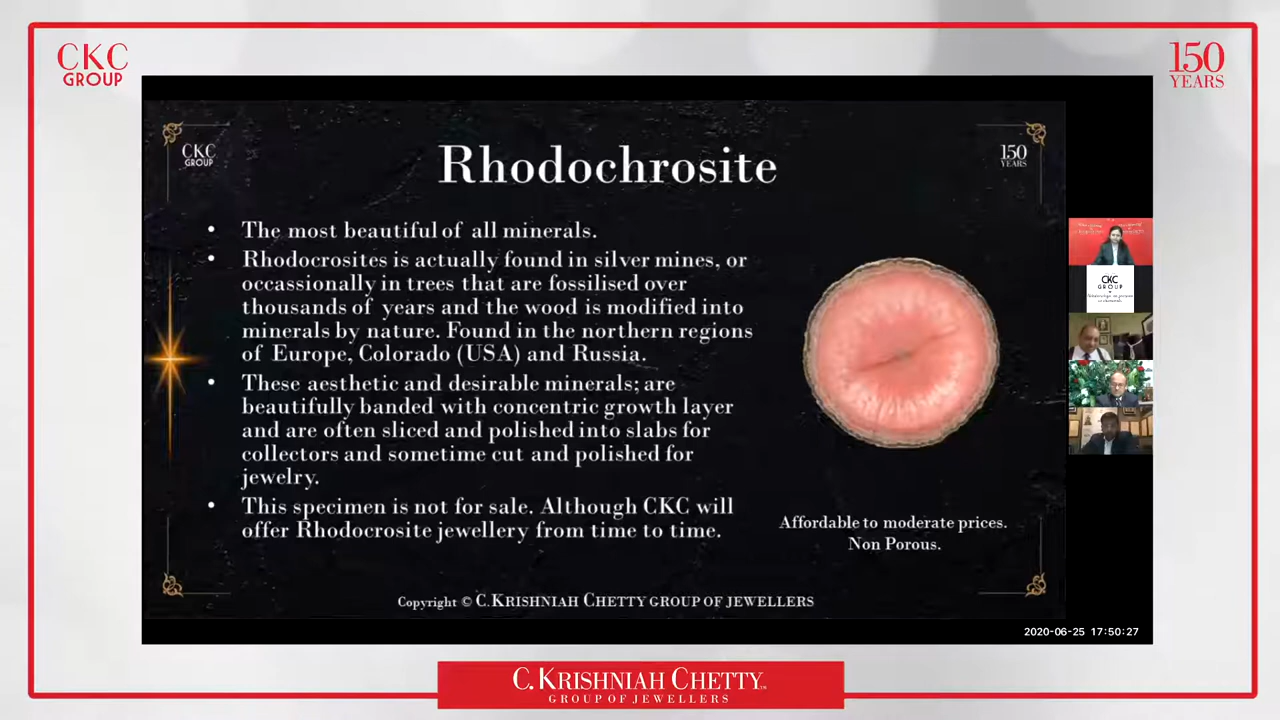 CKC
GROUP
150
YEARS
CKC
GROUP
150
YEARS
Rhodochrosite
• The most beautiful of all minerals.
• Rhodocrosites is actually found in silver mines, or
occassionally in trees that are fossilised over
thousands of years and the wood is modified into
minerals by nature. Found in the northern regions
of Europe, Colorado (USA) and Russia.
• These aesthetic and desirable minerals; are
beautifully banded with concentric growth layer
and are often sliced and polished into slabs for
collectors and sometime cut and polished for
jewelry.
• This specimen is not for sale. Although CKC will
offer Rhodocrosite jewellery from time to time.
Affordable to moderate prices.
Non Porous.
CKC
GROUP
Copyright © C. KRISHNIAH CHETTY GROUP OF JEWELLERS
2020-06-25 17:50:27
C. KRISHNIAH CHETTY
GROUP OF JEWELLERS